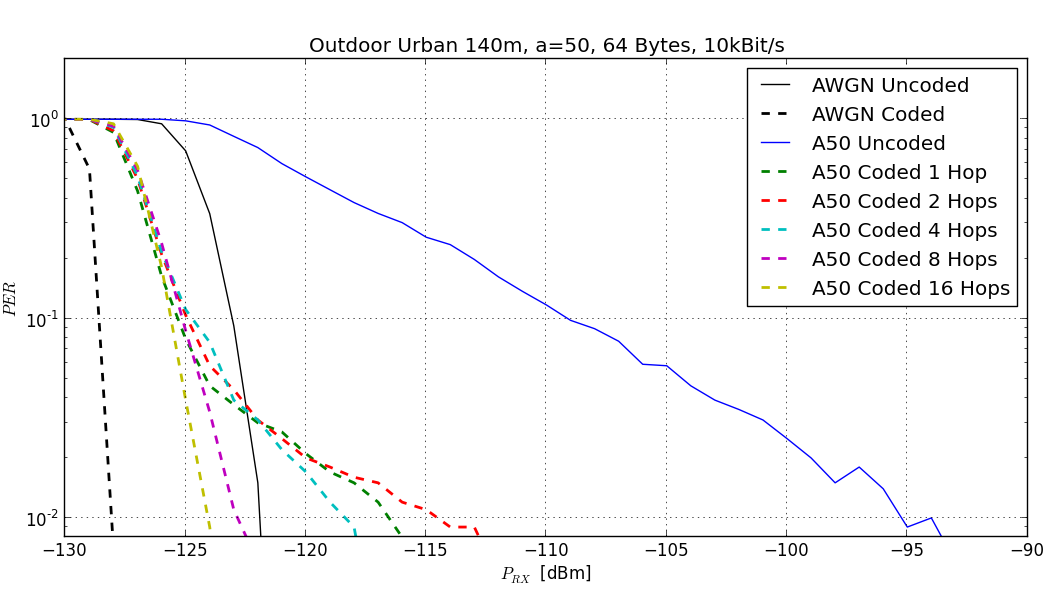 Outdoor Urban 140m, a=50, 64 Bytes, 10kBit/s
AWGN Uncoded
AWGN Coded
A50 Uncoded
A50 Coded 1 Hop
A50 Coded 2 Hops
A50 Coded 4 Hops
A50 Coded 8 Hops
A50 Coded 16 Hops
10^0
10^-1
10^-2
PER
−130 −125 −120 −115 −110 −105 −100 −95 −90
P_RX [dBm]